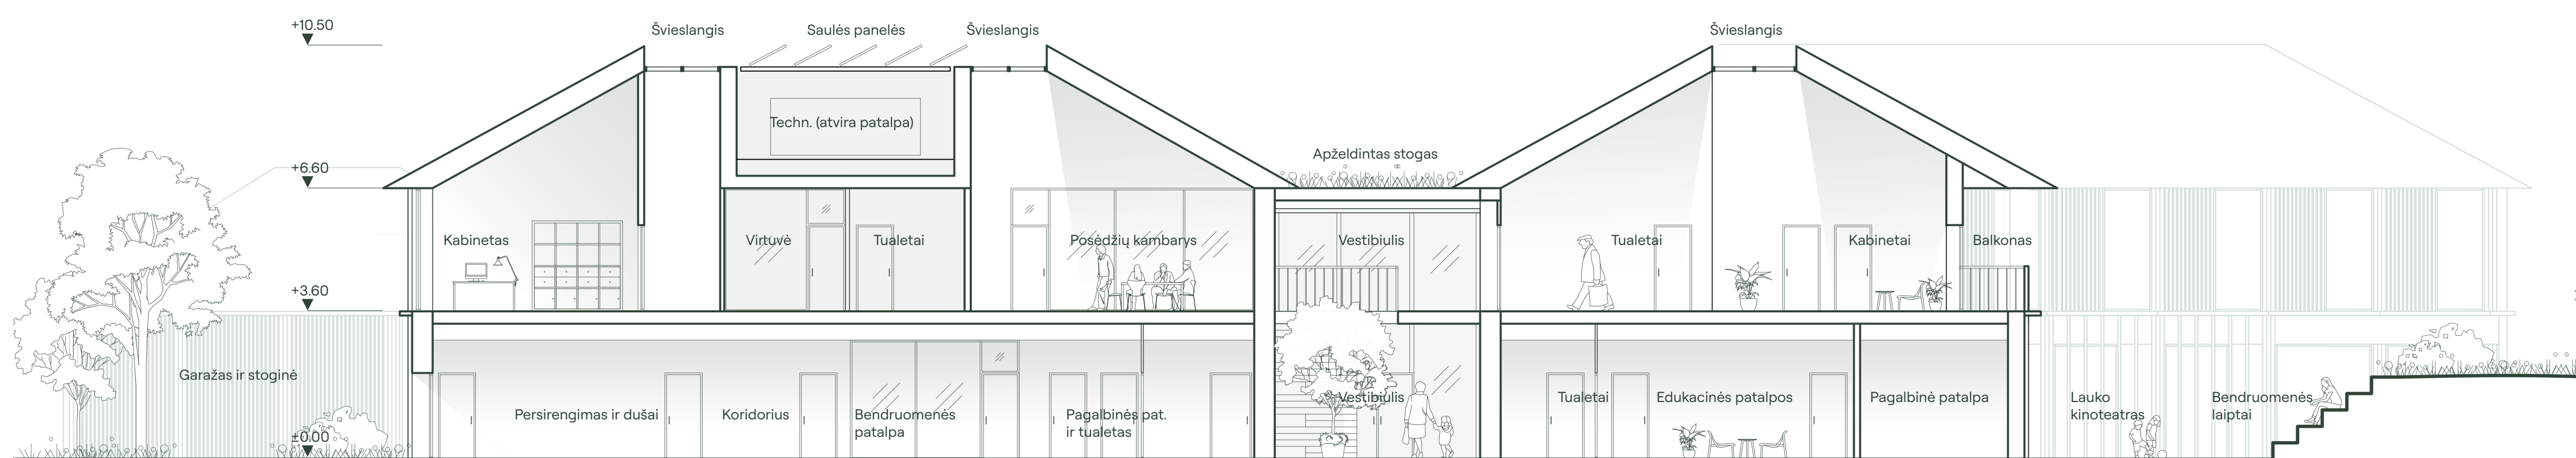 +10.50
Švieslangis
Saulės panelės
Švieslangis
Švieslangis
Techn. (atvira patalpa)
Apželdintas stogas
+6.60
Kabinetas
Virtuvė
Tualetai
Posėdžių kambarys
Vestibiulis
Tualetai
Kabinetai
Balkonas
+3.60
Garažas ir stoginė
Persirengimas ir dušai
Koridorius
Bendruomenės
patalpa
Pagalbinės pat.
ir tualetas
Vestibiulis
Tualetai
Edukacinės patalpos
Pagalbinė patalpa
Lauko
kinoteatras
Bendruomenės
laiptai
±0.00